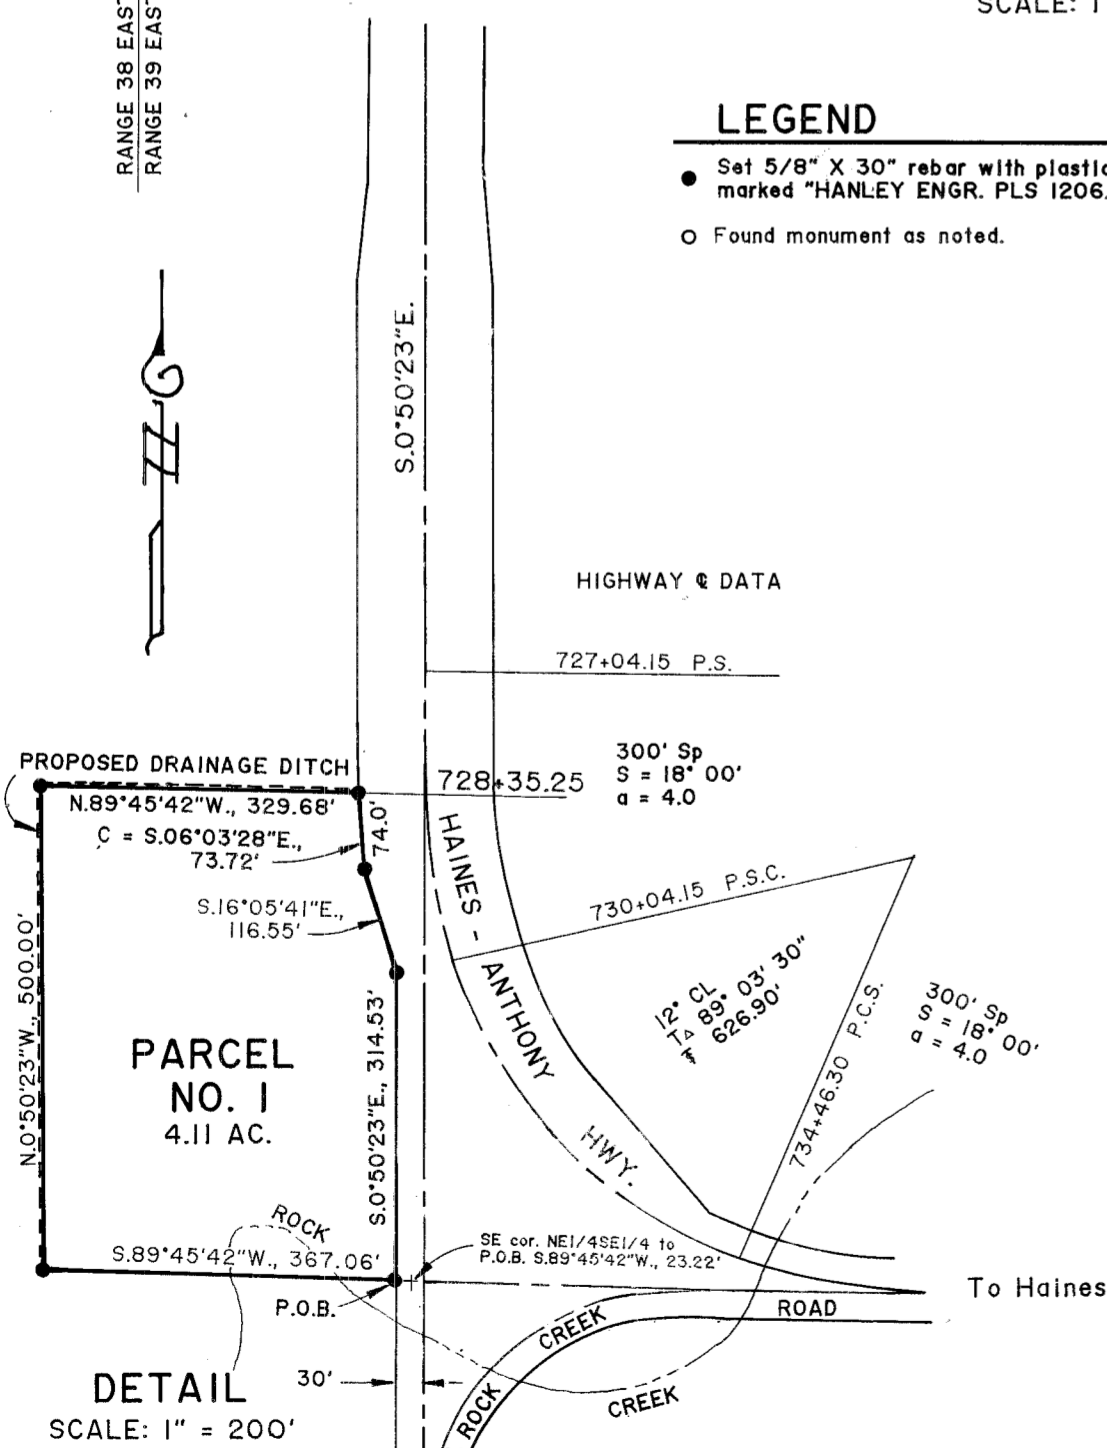 SCALE: 1
RANGE 38 EAS
RANGE 39 EAS
LEGEND
● Set 5/8" X 30" rebar with plastic
marked "HANLEY ENGR. PLS 1206.
○ Found monument as noted.
S.0°50'23"E.
HIGHWAY ℄ DATA
727+04.15 P.S.
PROPOSED DRAINAGE DITCH
N.89°45'42"W., 329.68'
728+35.25
300' Sp
S = 18° 00'
a = 4.0
C = S.06°03'28"E.,
73.72'
74.0'
S.16°05'41"E.,
116.55'
HAINES - ANTHONY HWY.
730+04.15 P.S.C.
12° CL
89° 03' 30"
626.90'
734+46.30 P.C.S.
300' Sp
S = 18° 00'
a = 4.0
N.0°50'23"W., 500.00'
PARCEL
NO. 1
4.11 AC.
S.0°50'23"E., 314.53'
ROCK
S.89°45'42"W., 367.06'
SE cor. NE1/4SE1/4 to
P.O.B. S.89°45'42"W., 23.22'
P.O.B.
To Haines
ROCK CREEK ROAD
CREEK
30'
DETAIL
SCALE: 1" = 200'